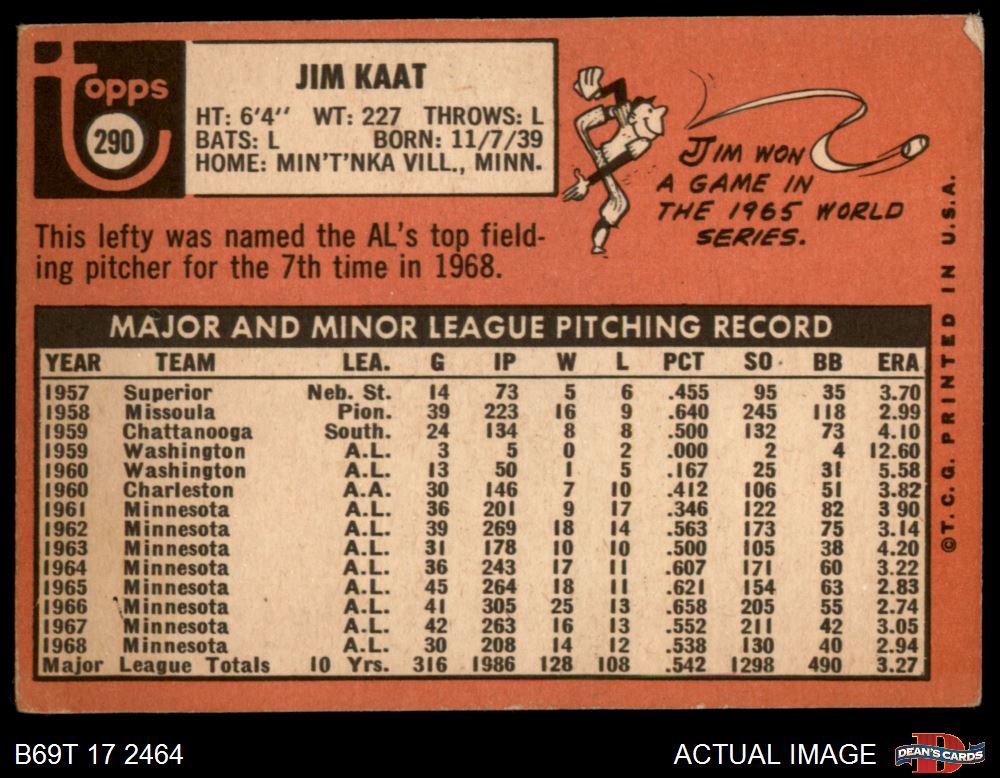 Topps
290
JIM KAAT
HT: 6'4" WT: 227 THROWS: L
BATS: L BORN: 11/7/39
HOME: MIN'T'NKA VILL., MINN.
JIM WON
A GAME IN
THE 1965 WORLD
SERIES.
This lefty was named the AL's top field-
ing pitcher for the 7th time in 1968.
MAJOR AND MINOR LEAGUE PITCHING RECORD
YEAR TEAM LEA. G IP W L PCT SO BB ERA
1957 Superior Neb. St. 14 73 5 6 .455 95 35 3.70
1958 Missoula Pion. 39 223 16 9 .640 245 118 2.99
1959 Chattanooga South. 24 134 8 8 .500 132 73 4.10
1959 Washington A.L. 3 5 0 2 .000 2 4 12.60
1960 Washington A.L. 13 50 1 5 .167 25 31 5.58
1960 Charleston A.A. 30 146 7 10 .412 106 51 3.82
1961 Minnesota A.L. 36 201 9 17 .346 122 82 3 90
1962 Minnesota A.L. 39 269 18 14 .563 173 75 3.14
1963 Minnesota A.L. 31 178 10 10 .500 105 38 4.20
1964 Minnesota A.L. 36 243 17 11 .607 171 60 3.22
1965 Minnesota A.L. 45 264 18 11 .621 154 63 2.83
1966 Minnesota A.L. 41 305 25 13 .658 205 55 2.74
1967 Minnesota A.L. 42 263 16 13 .552 211 42 3.05
1968 Minnesota A.L. 30 208 14 12 .538 130 40 2.94
Major League Totals 10 Yrs. 316 1986 128 108 .542 1298 490 3.27
©T.C.G. PRINTED IN U.S.A.
B69T 17 2464
ACTUAL IMAGE
DEAN'S CARDS